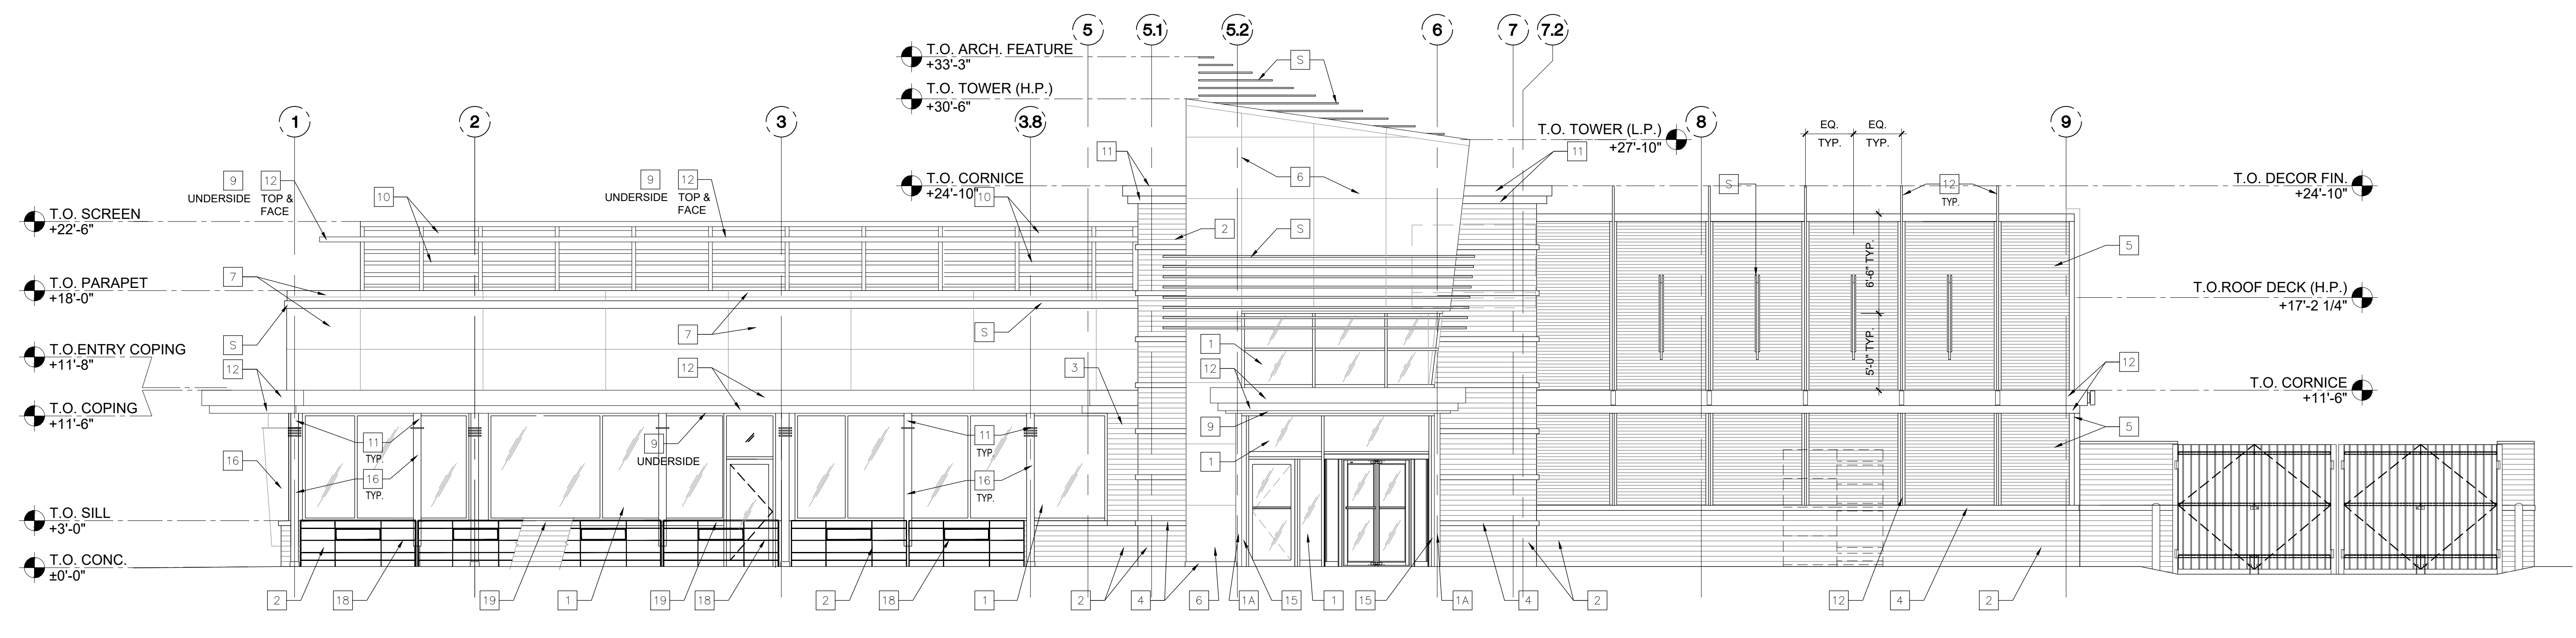 5
5.1
5.2
6
7
7.2
T.O. ARCH. FEATURE
+33'-3"
S
T.O. TOWER (H.P.)
+30'-6"
1
2
3
3.8
8
9
EQ.
EQ.
TYP.
TYP.
T.O. TOWER (L.P.)
+27'-10"
11
11
9
UNDERSIDE
12
TOP &
FACE
9
UNDERSIDE
12
TOP &
FACE
T.O. CORNICE
+24'-10"
6
S
12
TYP.
T.O. DECOR FIN.
+24'-10"
10
10
T.O. SCREEN
+22'-6"
2
S
5
6'-6" TYP.
7
T.O. PARAPET
+18'-0"
T.O.ROOF DECK (H.P.)
+17'-2 1/4"
7
S
S
1
5'-0" TYP.
T.O.ENTRY COPING
+11'-8"
12
12
3
12
12
T.O. CORNICE
+11'-6"
T.O. COPING
+11'-6"
11
TYP.
9
UNDERSIDE
11
TYP.
9
5
16
16
TYP.
16
TYP.
1
T.O. SILL
+3'-0"
T.O. CONC.
±0'-0"
2
18
19
1
19
18
2
18
1
2
4
6
1A
15
1
15
1A
4
2
12
4
2